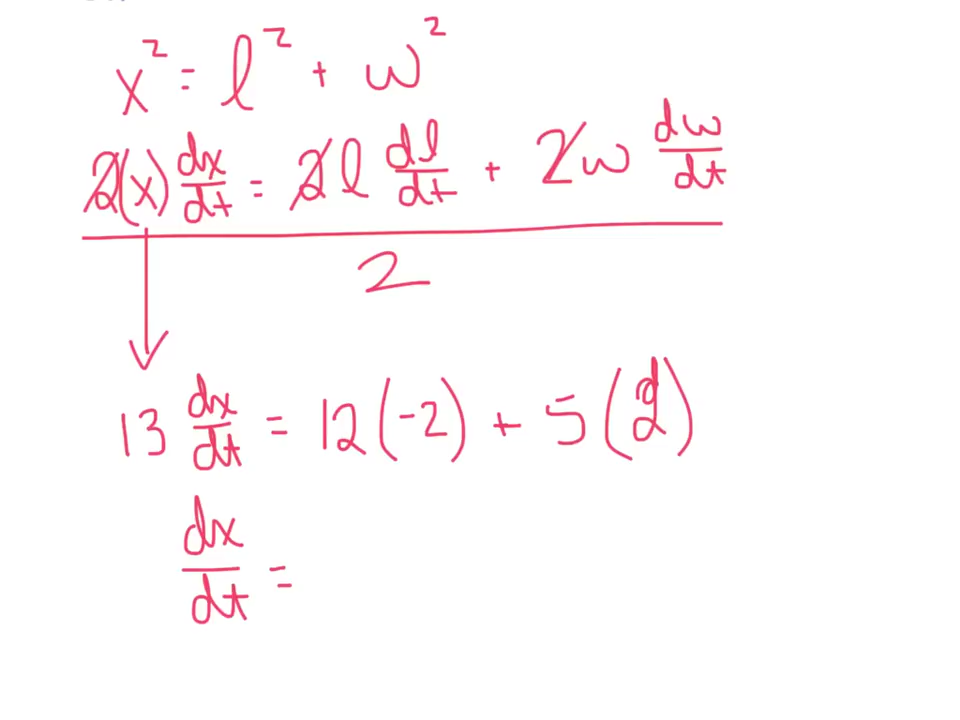 x² = l² + w²
2(x) dx/dt = 2l dl/dt + 2w dw/dt
2
13 dx/dt = 12(-2) + 5(2)
dx/dt =